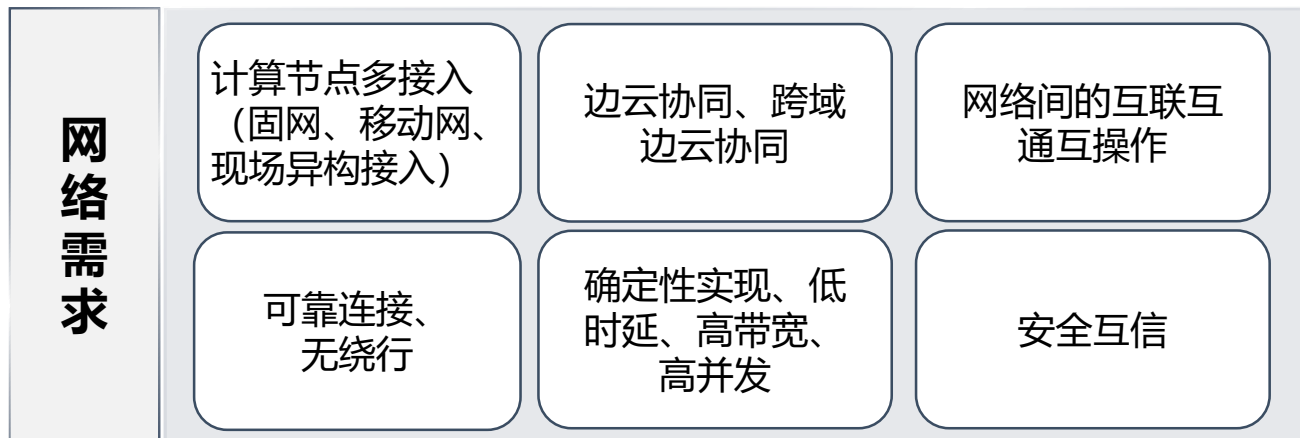 网络需求
计算节点多接入
（固网、移动网、
现场异构接入）
边云协同、跨域
边云协同
网络间的互联互
通互操作
可靠连接、
无绕行
确定性实现、低
时延、高带宽、
高并发
安全互信